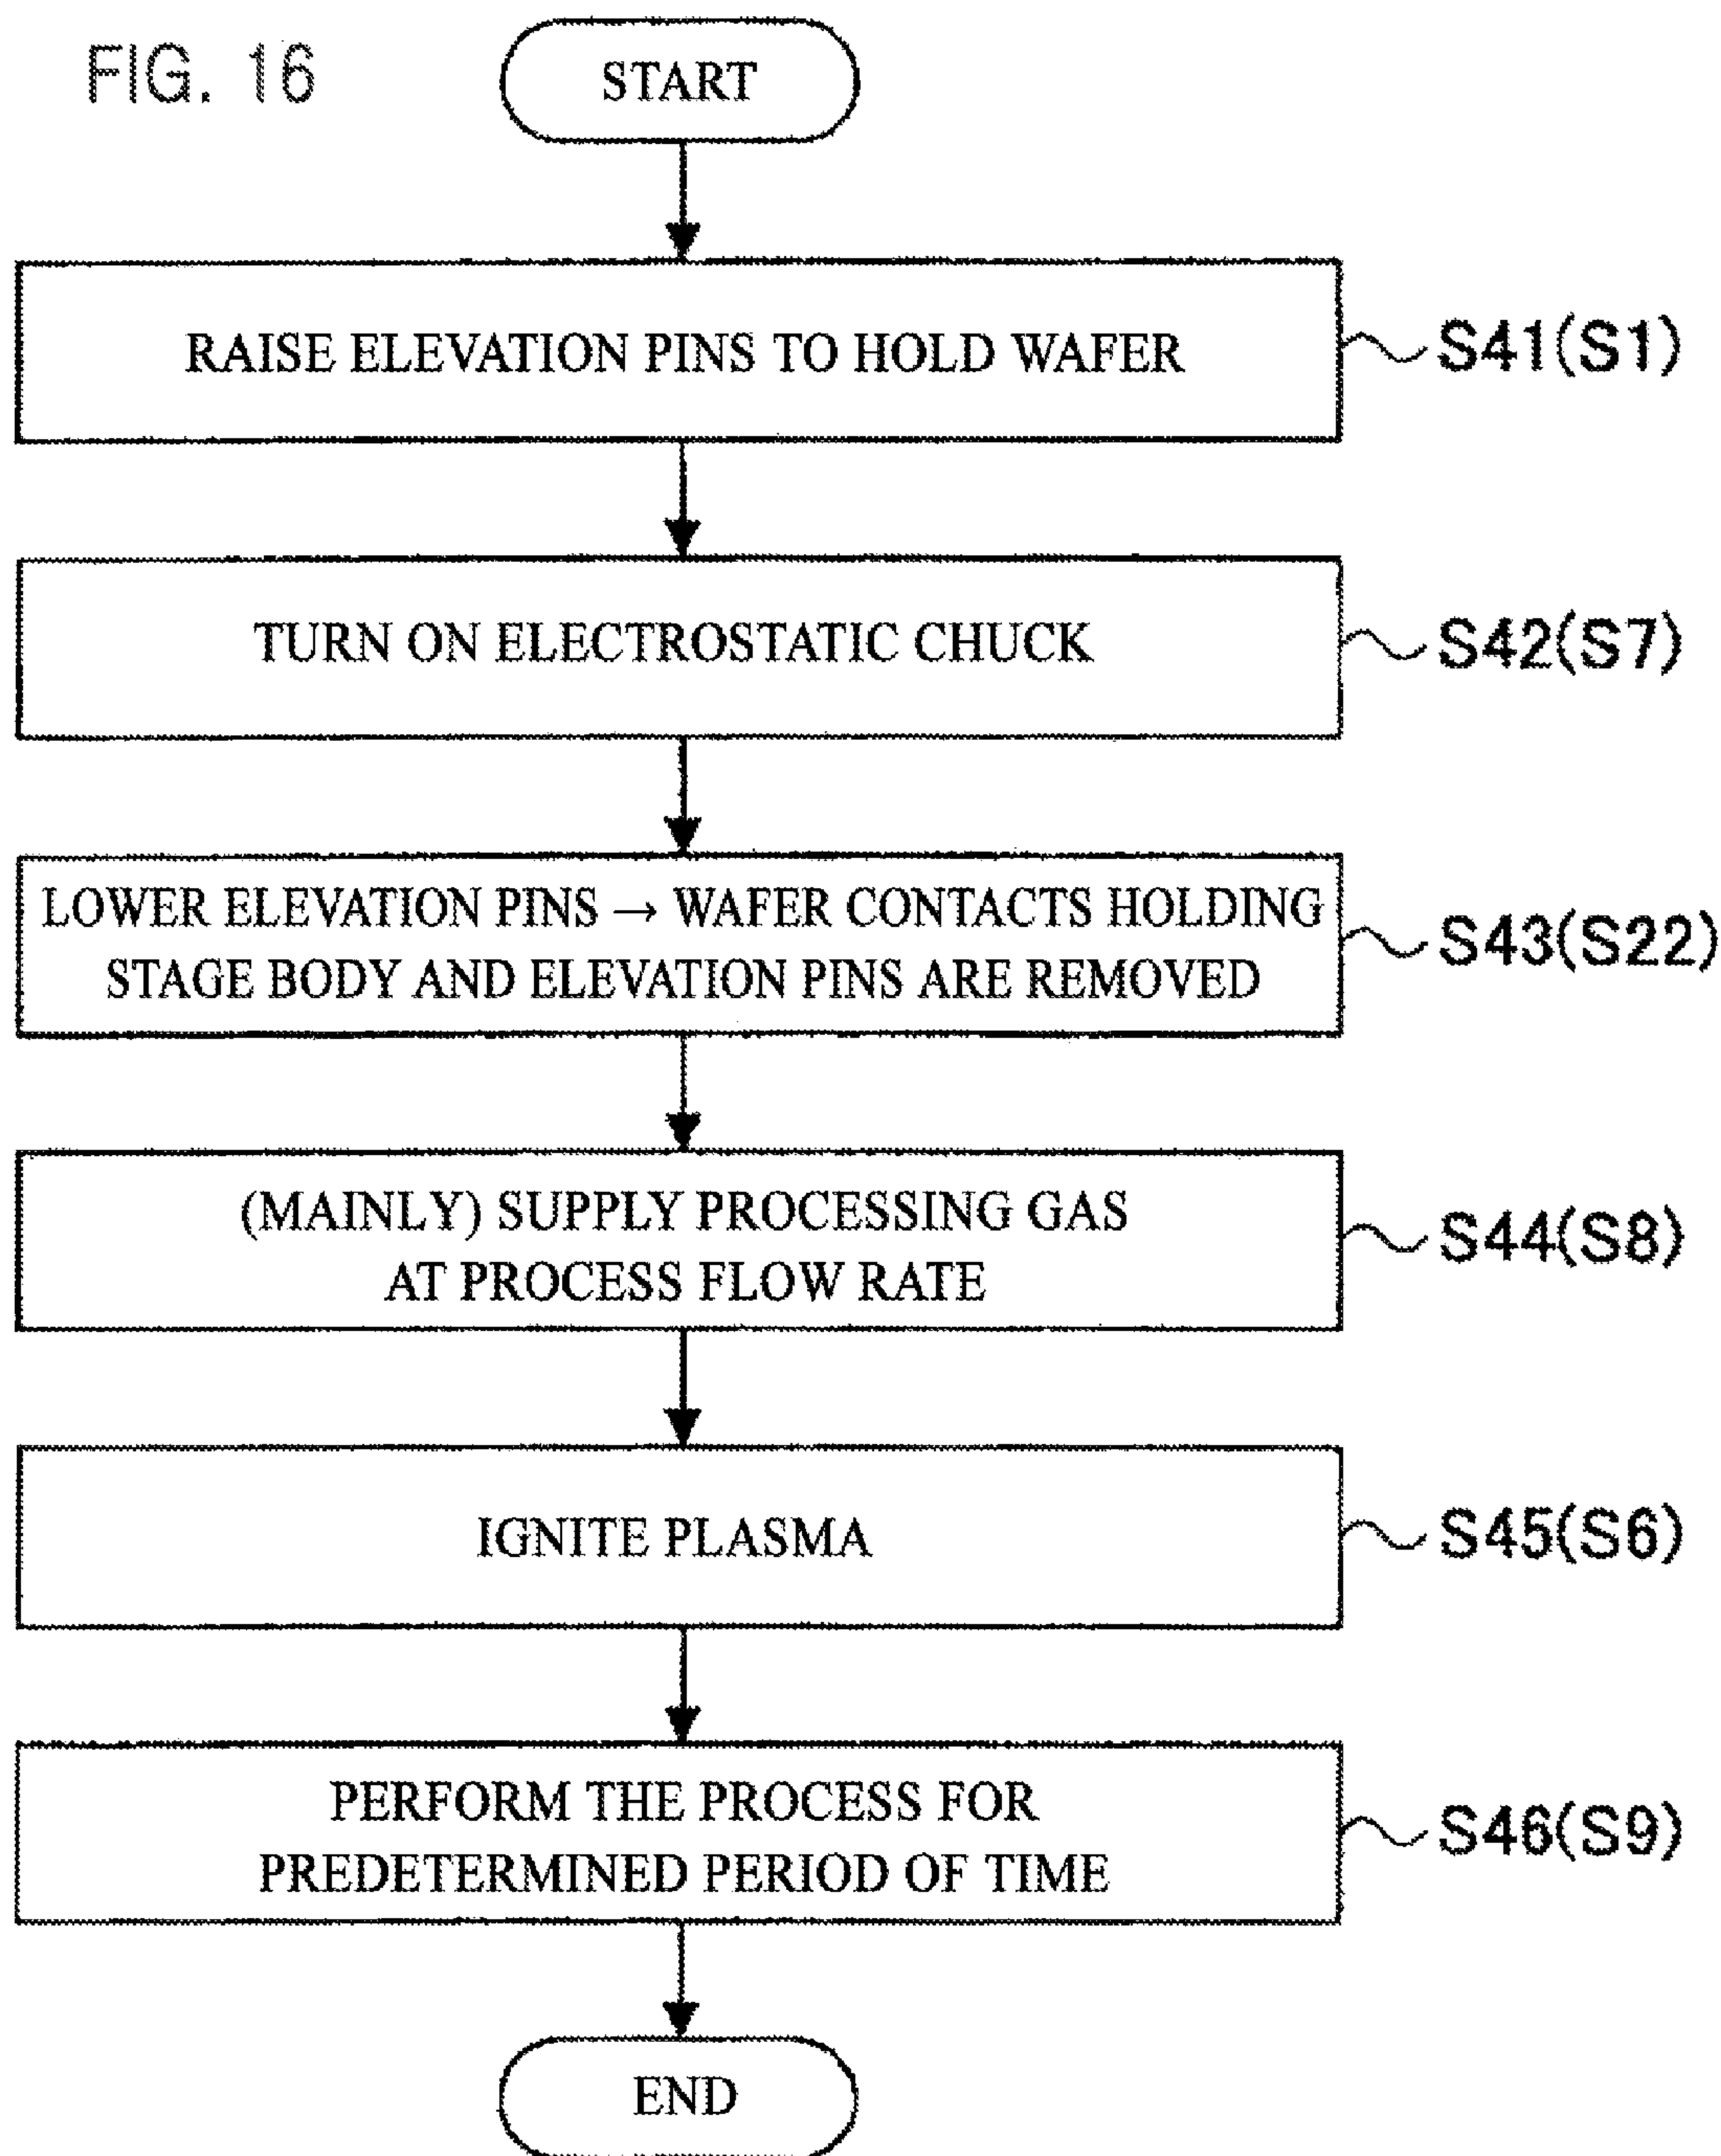 FIG. 16
START
RAISE ELEVATION PINS TO HOLD WAFER
S41(S1)
TURN ON ELECTROSTATIC CHUCK
S42(S7)
LOWER ELEVATION PINS → WAFER CONTACTS HOLDING
STAGE BODY AND ELEVATION PINS ARE REMOVED
S43(S22)
(MAINLY) SUPPLY PROCESSING GAS
AT PROCESS FLOW RATE
S44(S8)
IGNITE PLASMA
S45(S6)
PERFORM THE PROCESS FOR
PREDETERMINED PERIOD OF TIME
S46(S9)
END